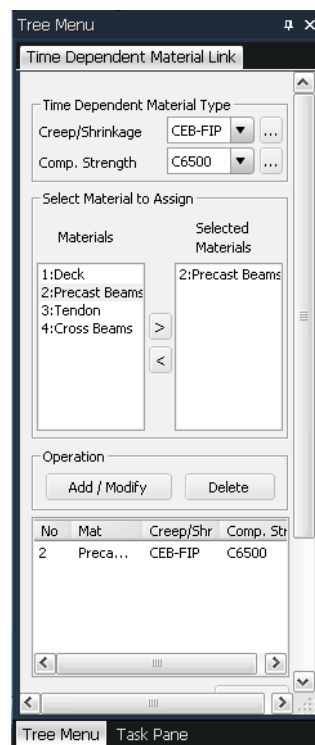 Tree Menu
Time Dependent Material Link
Time Dependent Material Type
Creep/Shrinkage CEB-FIP ...
Comp. Strength C6500 ...
Select Material to Assign
Materials
Selected
Materials
1:Deck
2:Precast Beams
3:Tendon
4:Cross Beams
>
<
2:Precast Beams
Operation
Add / Modify Delete
No Mat Creep/Shr Comp. Str
2 Preca... CEB-FIP C6500
Tree Menu Task Pane